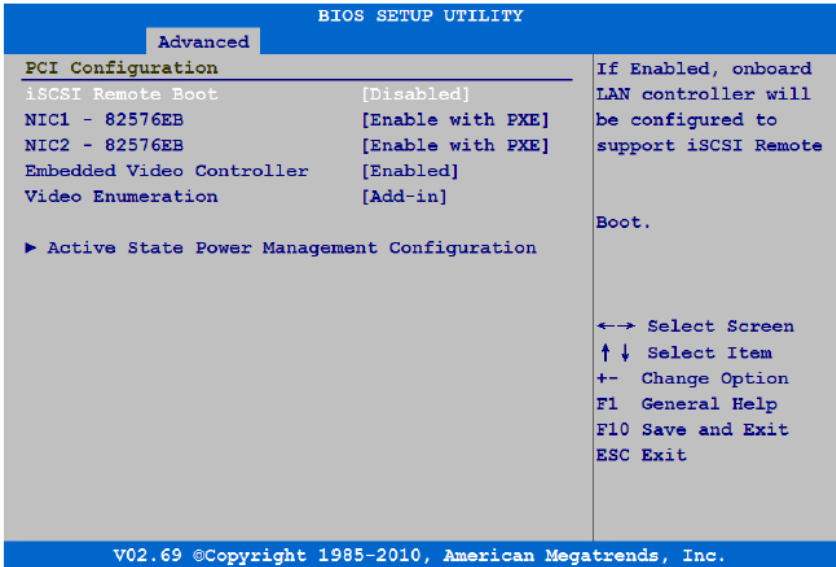 BIOS SETUP UTILITY
Advanced
PCI Configuration
iSCSI Remote Boot [Disabled]
NIC1 - 82576EB [Enable with PXE]
NIC2 - 82576EB [Enable with PXE]
Embedded Video Controller [Enabled]
Video Enumeration [Add-in]
► Active State Power Management Configuration
If Enabled, onboard
LAN controller will
be configured to
support iSCSI Remote
Boot.
←→ Select Screen
↑↓ Select Item
+- Change Option
F1 General Help
F10 Save and Exit
ESC Exit
V02.69 ©Copyright 1985-2010, American Megatrends, Inc.